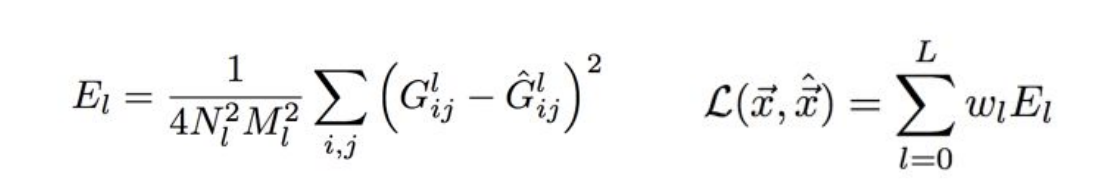 E_l = \frac{1}{4N_l^2 M_l^2} \sum_{i,j} \left( G_{ij}^l - \hat{G}_{ij}^l \right)^2
\mathcal{L}(\vec{x}, \hat{\vec{x}}) = \sum_{l=0}^{L} w_l E_l